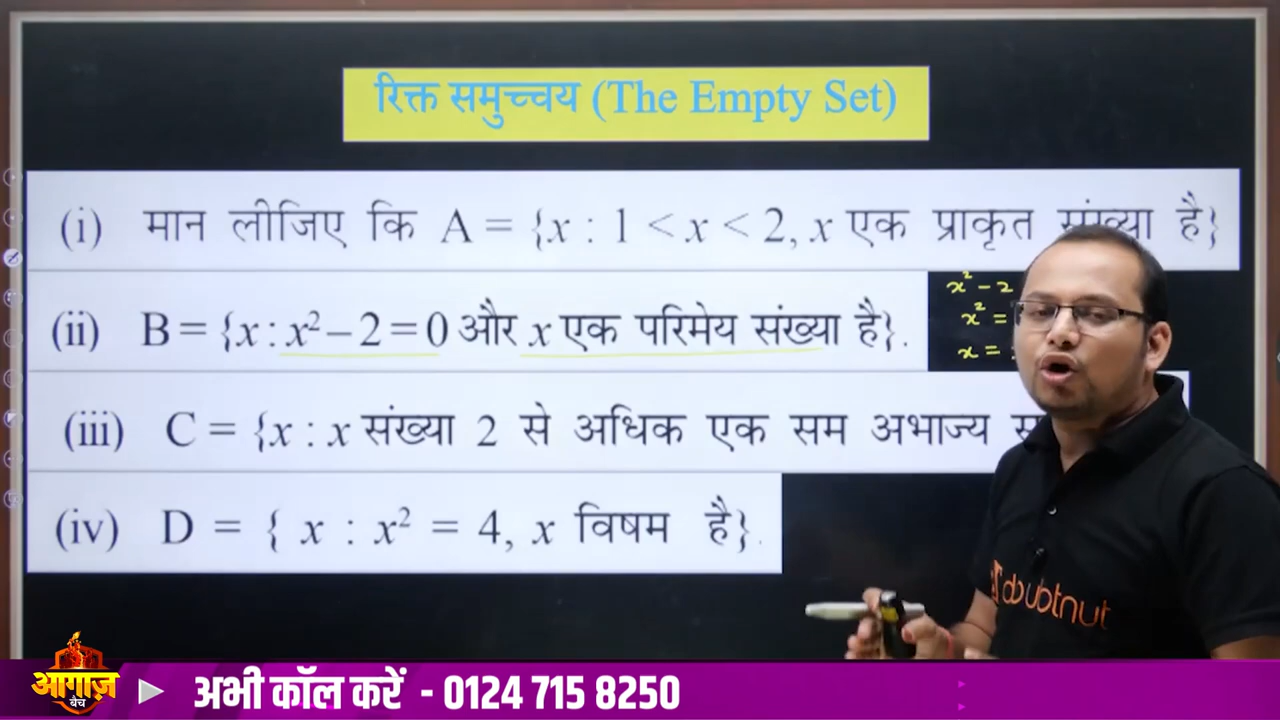 रिक्त समुच्चय (The Empty Set)
(i) मान लीजिए कि A = {x : 1 < x < 2, x एक प्राकृत संख्या है}
(ii) B = {x : x² – 2 = 0 और x एक परिमेय संख्या है}.
x² – 2
x² =
x =
(iii) C = {x : x संख्या 2 से अधिक एक सम अभाज्य
(iv) D = { x : x² = 4, x विषम है}.
doubtnut
आगाज़
बैच
अभी कॉल करें - 0124 715 8250